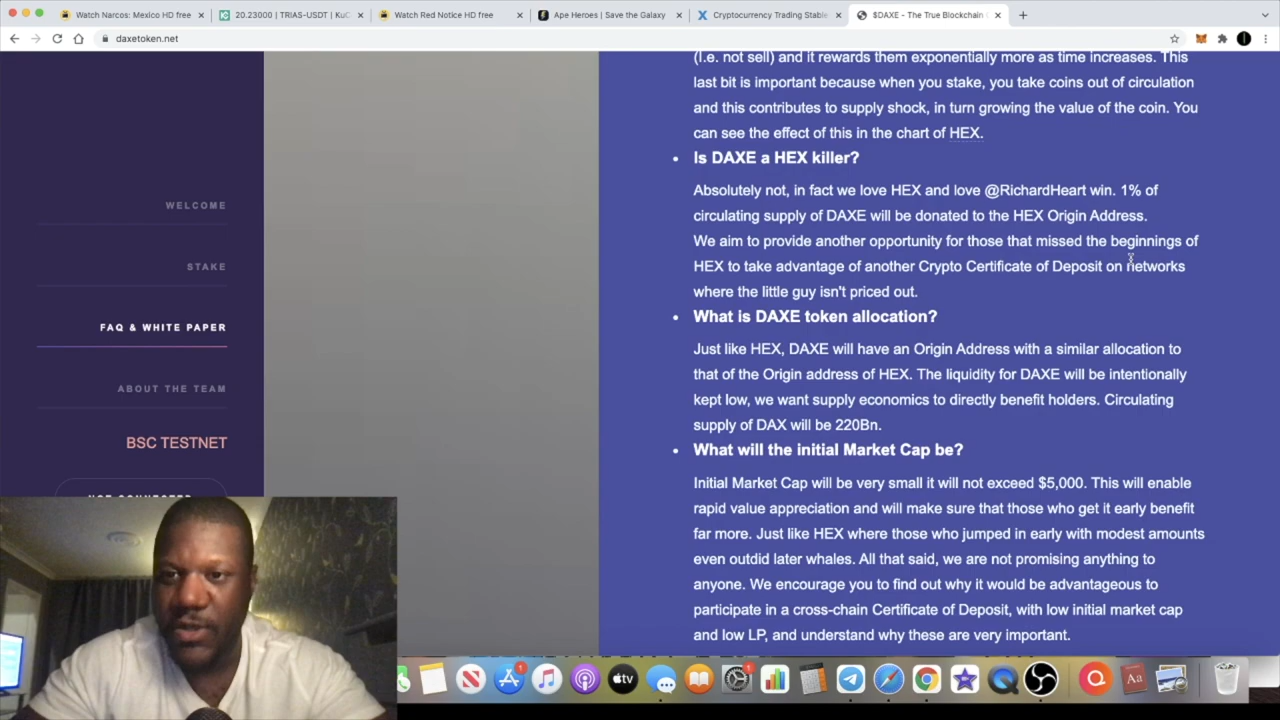 Watch Narcos: Mexico HD free
20.23000 | TRIAS-USDT | KuC
Watch Red Notice HD free
Ape Heroes | Save the Galaxy
Cryptocurrency Trading Stable
$DAXE - The True Blockchain
daxetoken.net
(I.e. not sell) and it rewards them exponentially more as time increases. This
last bit is important because when you stake, you take coins out of circulation
and this contributes to supply shock, in turn growing the value of the coin. You
can see the effect of this in the chart of HEX.
• Is DAXE a HEX killer?
Absolutely not, in fact we love HEX and love @RichardHeart win. 1% of
circulating supply of DAXE will be donated to the HEX Origin Address.
We aim to provide another opportunity for those that missed the beginnings of
HEX to take advantage of another Crypto Certificate of Deposit on networks
where the little guy isn't priced out.
• What is DAXE token allocation?
Just like HEX, DAXE will have an Origin Address with a similar allocation to
that of the Origin address of HEX. The liquidity for DAXE will be intentionally
kept low, we want supply economics to directly benefit holders. Circulating
supply of DAX will be 220Bn.
• What will the initial Market Cap be?
Initial Market Cap will be very small it will not exceed $5,000. This will enable
rapid value appreciation and will make sure that those who get it early benefit
far more. Just like HEX where those who jumped in early with modest amounts
even outdid later whales. All that said, we are not promising anything to
anyone. We encourage you to find out why it would be advantageous to
participate in a cross-chain Certificate of Deposit, with low initial market cap
and low LP, and understand why these are very important.
WELCOME
STAKE
FAQ & WHITE PAPER
ABOUT THE TEAM
BSC TESTNET
NOT CONNECTED
tv